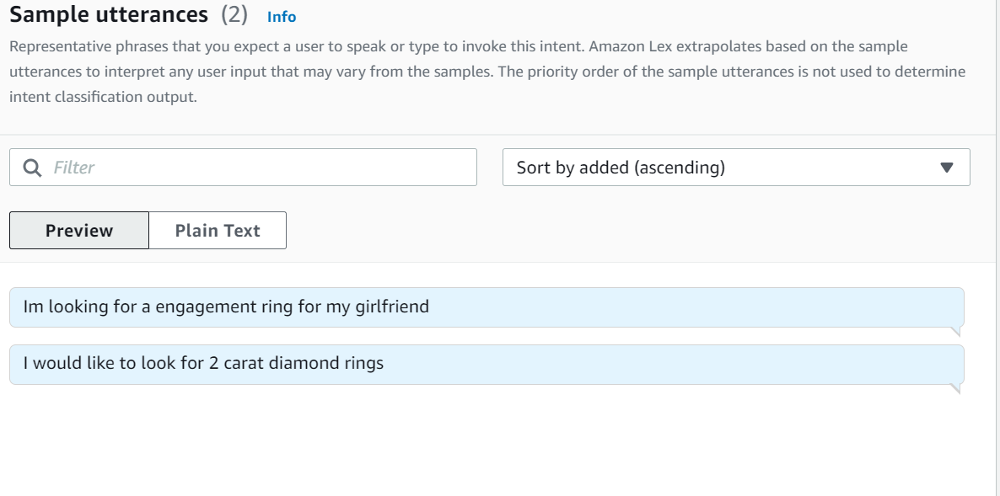 Sample utterances (2) Info
Representative phrases that you expect a user to speak or type to invoke this intent. Amazon Lex extrapolates based on the sample
utterances to interpret any user input that may vary from the samples. The priority order of the sample utterances is not used to determine
intent classification output.
Filter
Sort by added (ascending)
Preview
Plain Text
Im looking for a engagement ring for my girlfriend
I would like to look for 2 carat diamond rings